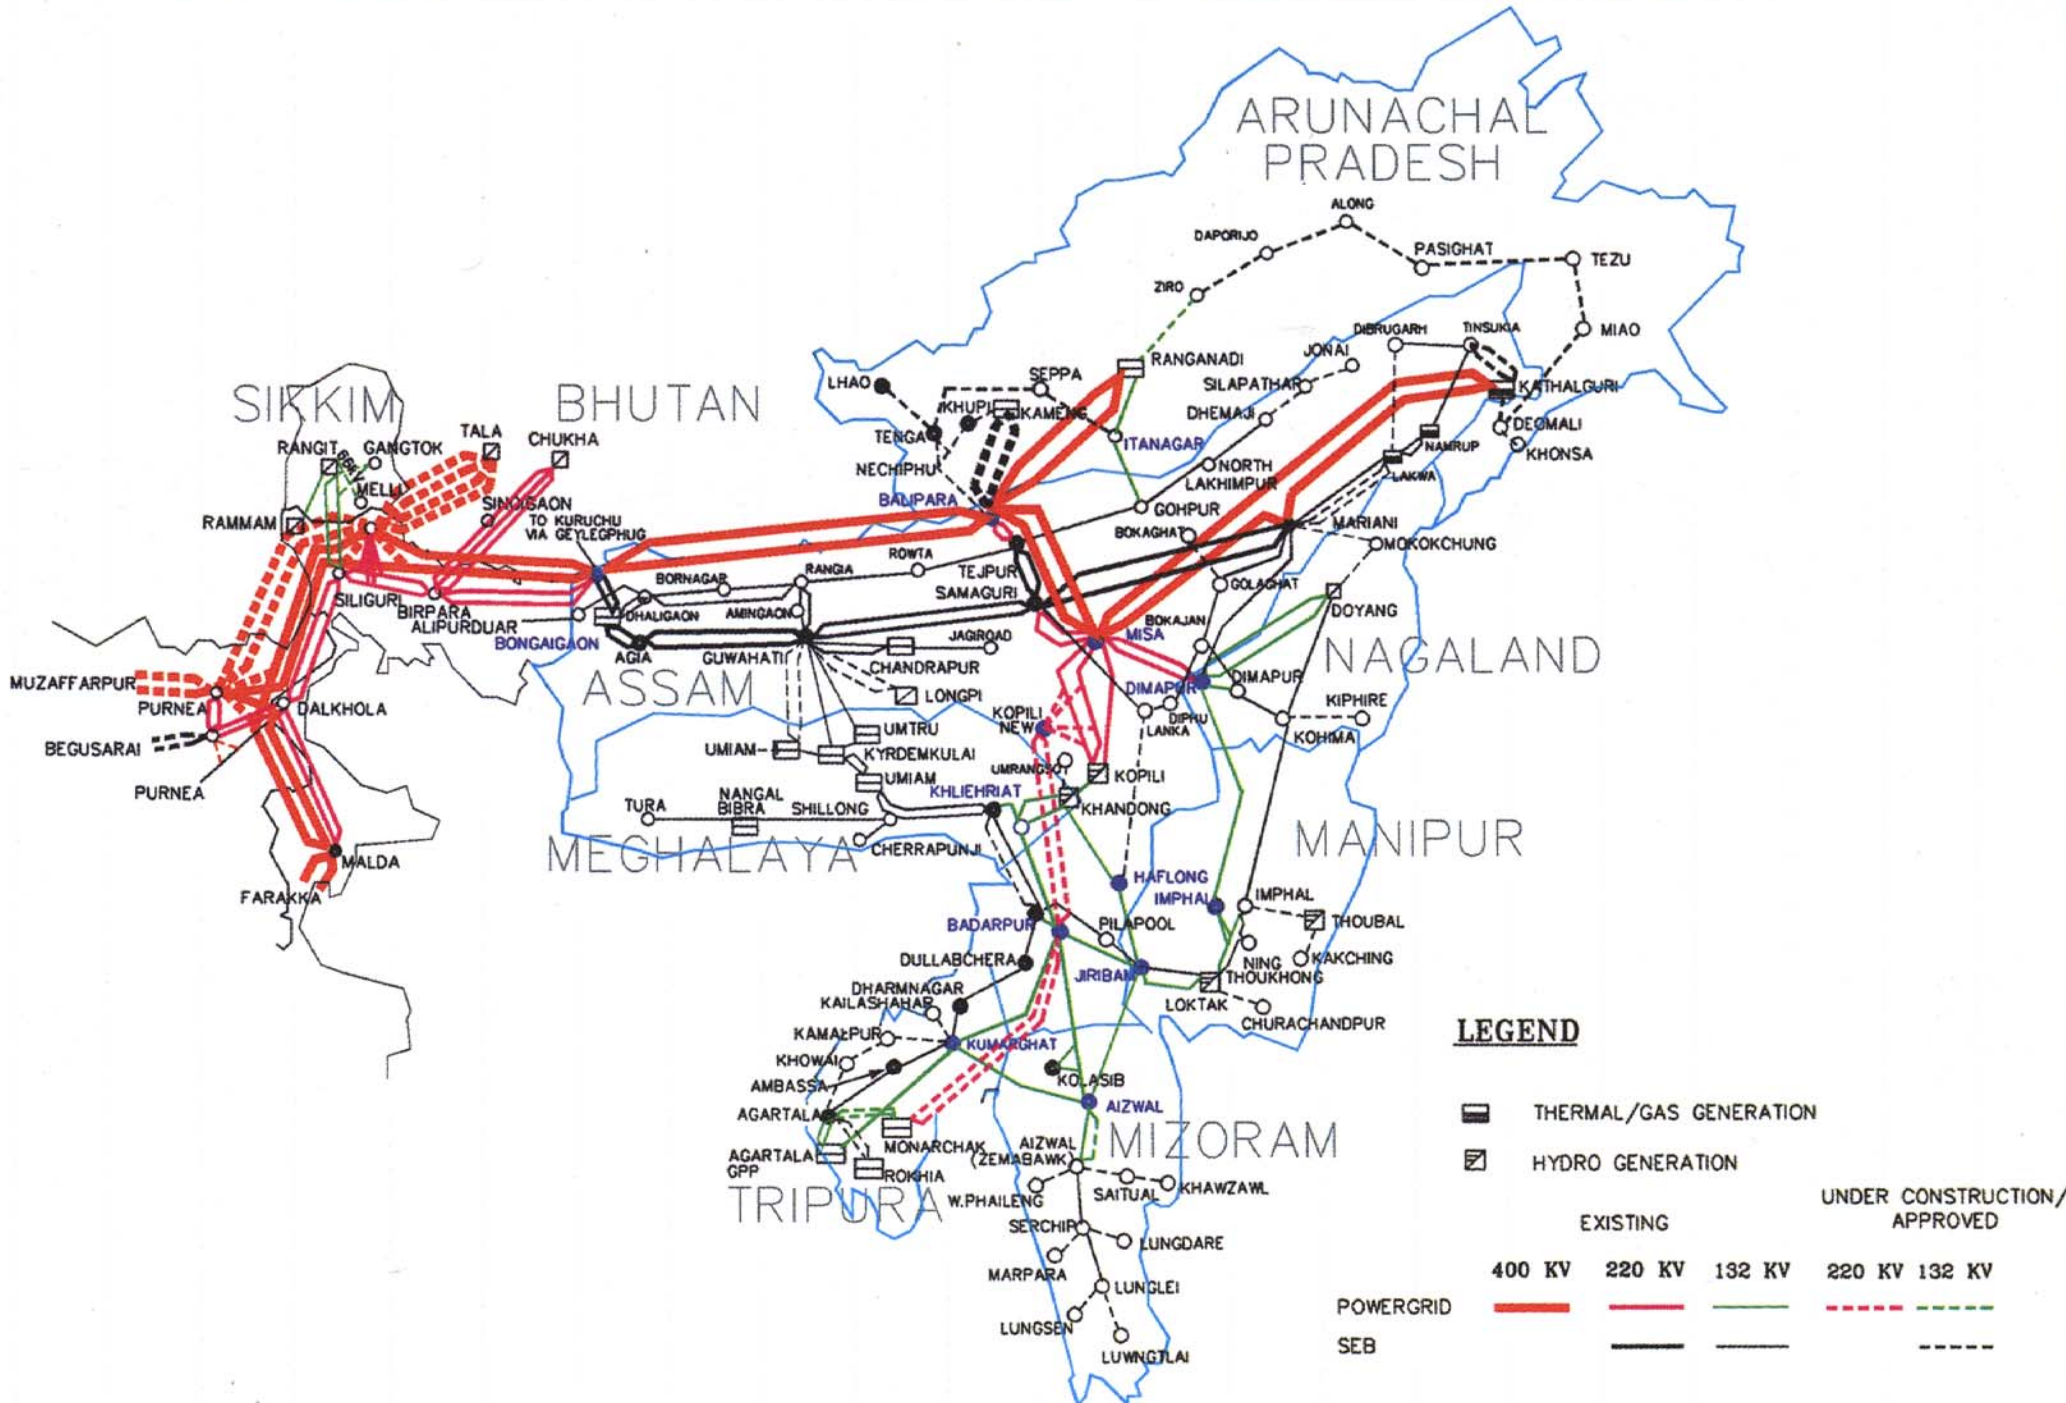 ARUNACHAL
PRADESH
ALONG
DAPORIJO
PASIGHAT
TEZU
ZIRO
MIAO
DIBRUGARH
TINSUKIA
JONAI
RANGANADI
SEPPA
SILAPATHAR
KATHALGURI
LHAO
KHUPI
KAMENG
DHEMAJI
DEOMALI
SIKKIM
BHUTAN
TENGA
ITANAGAR
NAMRUP
KHONSA
TALA
CHUKHA
RANGIT
66KV
GANGTOK
NECHIPHU
NORTH
LAKHIMPUR
LAKWA
MELLI
SINGIGAON
BALIPARA
GOHPUR
RAMMAM
TO KURUCHU
VIA GEYLEGPHUG
BOKAGHAT
MARIANI
MOKOKCHUNG
ROWTA
RANGIA
TEJPUR
BORNAGAR
GOLAGHAT
SILIGURI
BIRPARA
SAMAGURI
DOYANG
ALIPURDUAR
DHALIGAON
AMINGAON
BOKAJAN
BONGAIGAON
AGIA
GUWAHATI
JAGIROAD
MISA
CHANDRAPUR
NAGALAND
ASSAM
LONGPI
DIMAPUR
DIMAPUR
MUZAFFARPUR
PURNEA
DALKHOLA
KOPILI
NEW
DIPHU
LANKA
KIPHIRE
KOHIMA
BEGUSARAI
UMTRU
UMIAM
KYRDEMKULAI
UMRANGSOT
KOPILI
PURNEA
UMIAM
KHLIEHRIAT
KHANDONG
TURA
NANGAL
BIBRA
SHILLONG
MANIPUR
MEGHALAYA
CHERRAPUNJI
MALDA
FARAKKA
HAFLONG
IMPHAL
IMPHAL
THOUBAL
BADARPUR
PILAPOOL
DULLABCHERA
NING
THOUKHONG
KAKCHING
JIRIBAM
DHARMNAGAR
KAILASHAHAR
LOKTAK
CHURACHANDPUR
KAMALPUR
KUMARGHAT
KHOWAI
AMBASSA
KOLASIB
AGARTALA
AIZWAL
MONARCHAK
AIZWAL
(ZEMABAWK)
MIZORAM
AGARTALA
GPP
ROKHIA
TRIPURA
W.PHAILENG
SAITUAL
KHAWZAWL
SERCHIP
LUNGDARE
MARPARA
LUNGLEI
LUNGSEN
LUWNGTLAI
LEGEND
THERMAL/GAS GENERATION
HYDRO GENERATION
EXISTING
UNDER CONSTRUCTION/
APPROVED
400 KV 220 KV 132 KV 220 KV 132 KV
POWERGRID
SEB